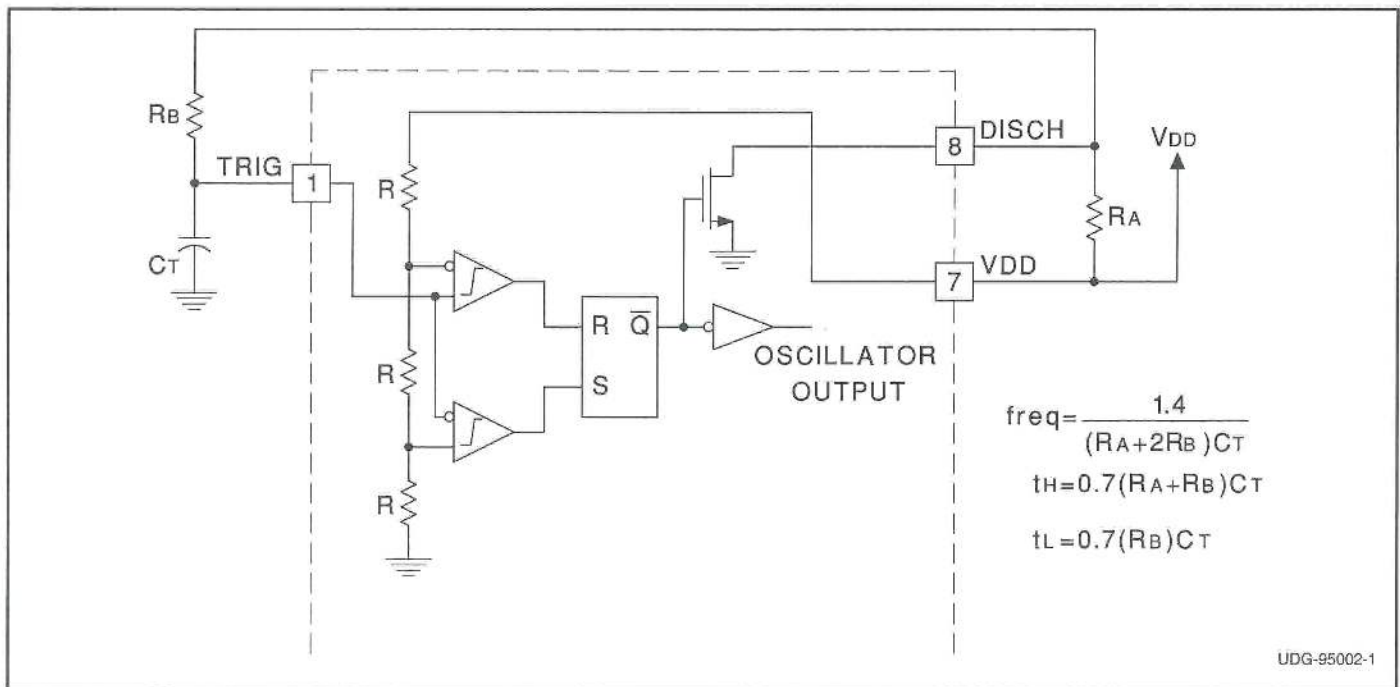 RB
DISCH
8
VDD
TRIG
1
R
RA
CT
VDD
7
R Q̅
OSCILLATOR
OUTPUT
R
S
freq= 1.4
(RA+2RB)CT
tH=0.7(RA+RB)CT
R
tL=0.7(RB)CT
UDG-95002-1